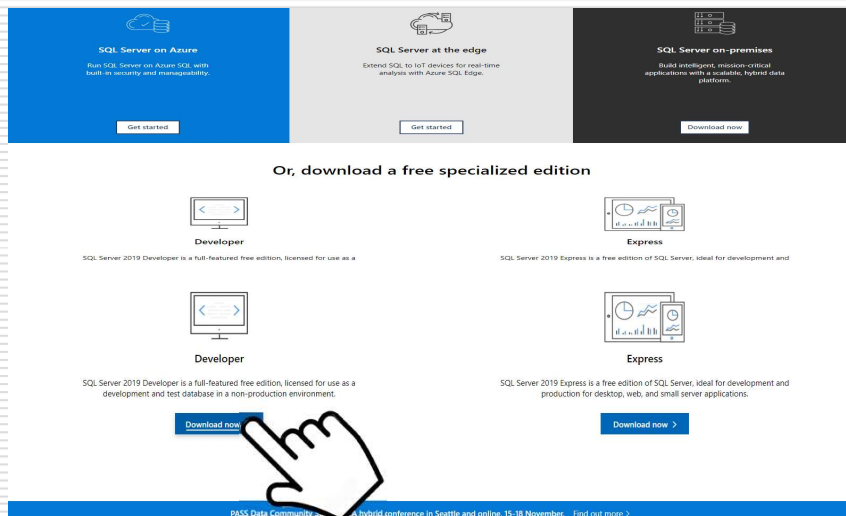 SQL Server on Azure
Run SQL Server on Azure SQL with
built-in security and manageability.
Get started
SQL Server at the edge
Extend SQL to IoT devices for real-time
analysis with Azure SQL Edge.
Get started
SQL Server on-premises
Build intelligent, mission-critical
applications with a scalable, hybrid data
platform.
Download now
Or, download a free specialized edition
Developer
SQL Server 2019 Developer is a full-featured free edition, licensed for use as a
Express
SQL Server 2019 Express is a free edition of SQL Server, ideal for development and
Developer
SQL Server 2019 Developer is a full-featured free edition, licensed for use as a
development and test database in a non-production environment.
Download now
Express
SQL Server 2019 Express is a free edition of SQL Server, ideal for development and
production for desktop, web, and small server applications.
Download now >
PASS Data Community A hybrid conference in Seattle and online, 15-18 November. Find out more >